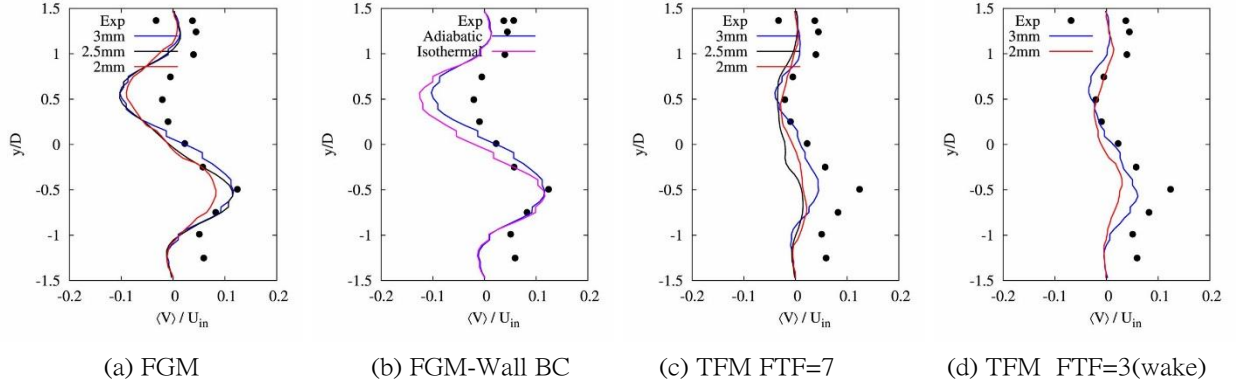 Exp
3mm
2.5mm
2mm
1.5
1
0.5
0
-0.5
-1
1.5
y/D
-0.2 -0.1 0 0.1 0.2
⟨V⟩ / U_in
(a) FGM
Exp
Adiabatic
Isothermal
1.5
1
0.5
0
-0.5
-1
1.5
y/D
-0.2 -0.1 0 0.1 0.2
⟨V⟩ / U_in
(b) FGM-Wall BC
Exp
3mm
2.5mm
2mm
1.5
1
0.5
0
-0.5
-1
1.5
y/D
-0.2 -0.1 0 0.1 0.2
⟨V⟩ / U_in
(c) TFM FTF=7
Exp
3mm
2mm
1.5
1
0.5
0
-0.5
-1
1.5
y/D
-0.2 -0.1 0 0.1 0.2
⟨V⟩ / U_in
(d) TFM FTF=3(wake)